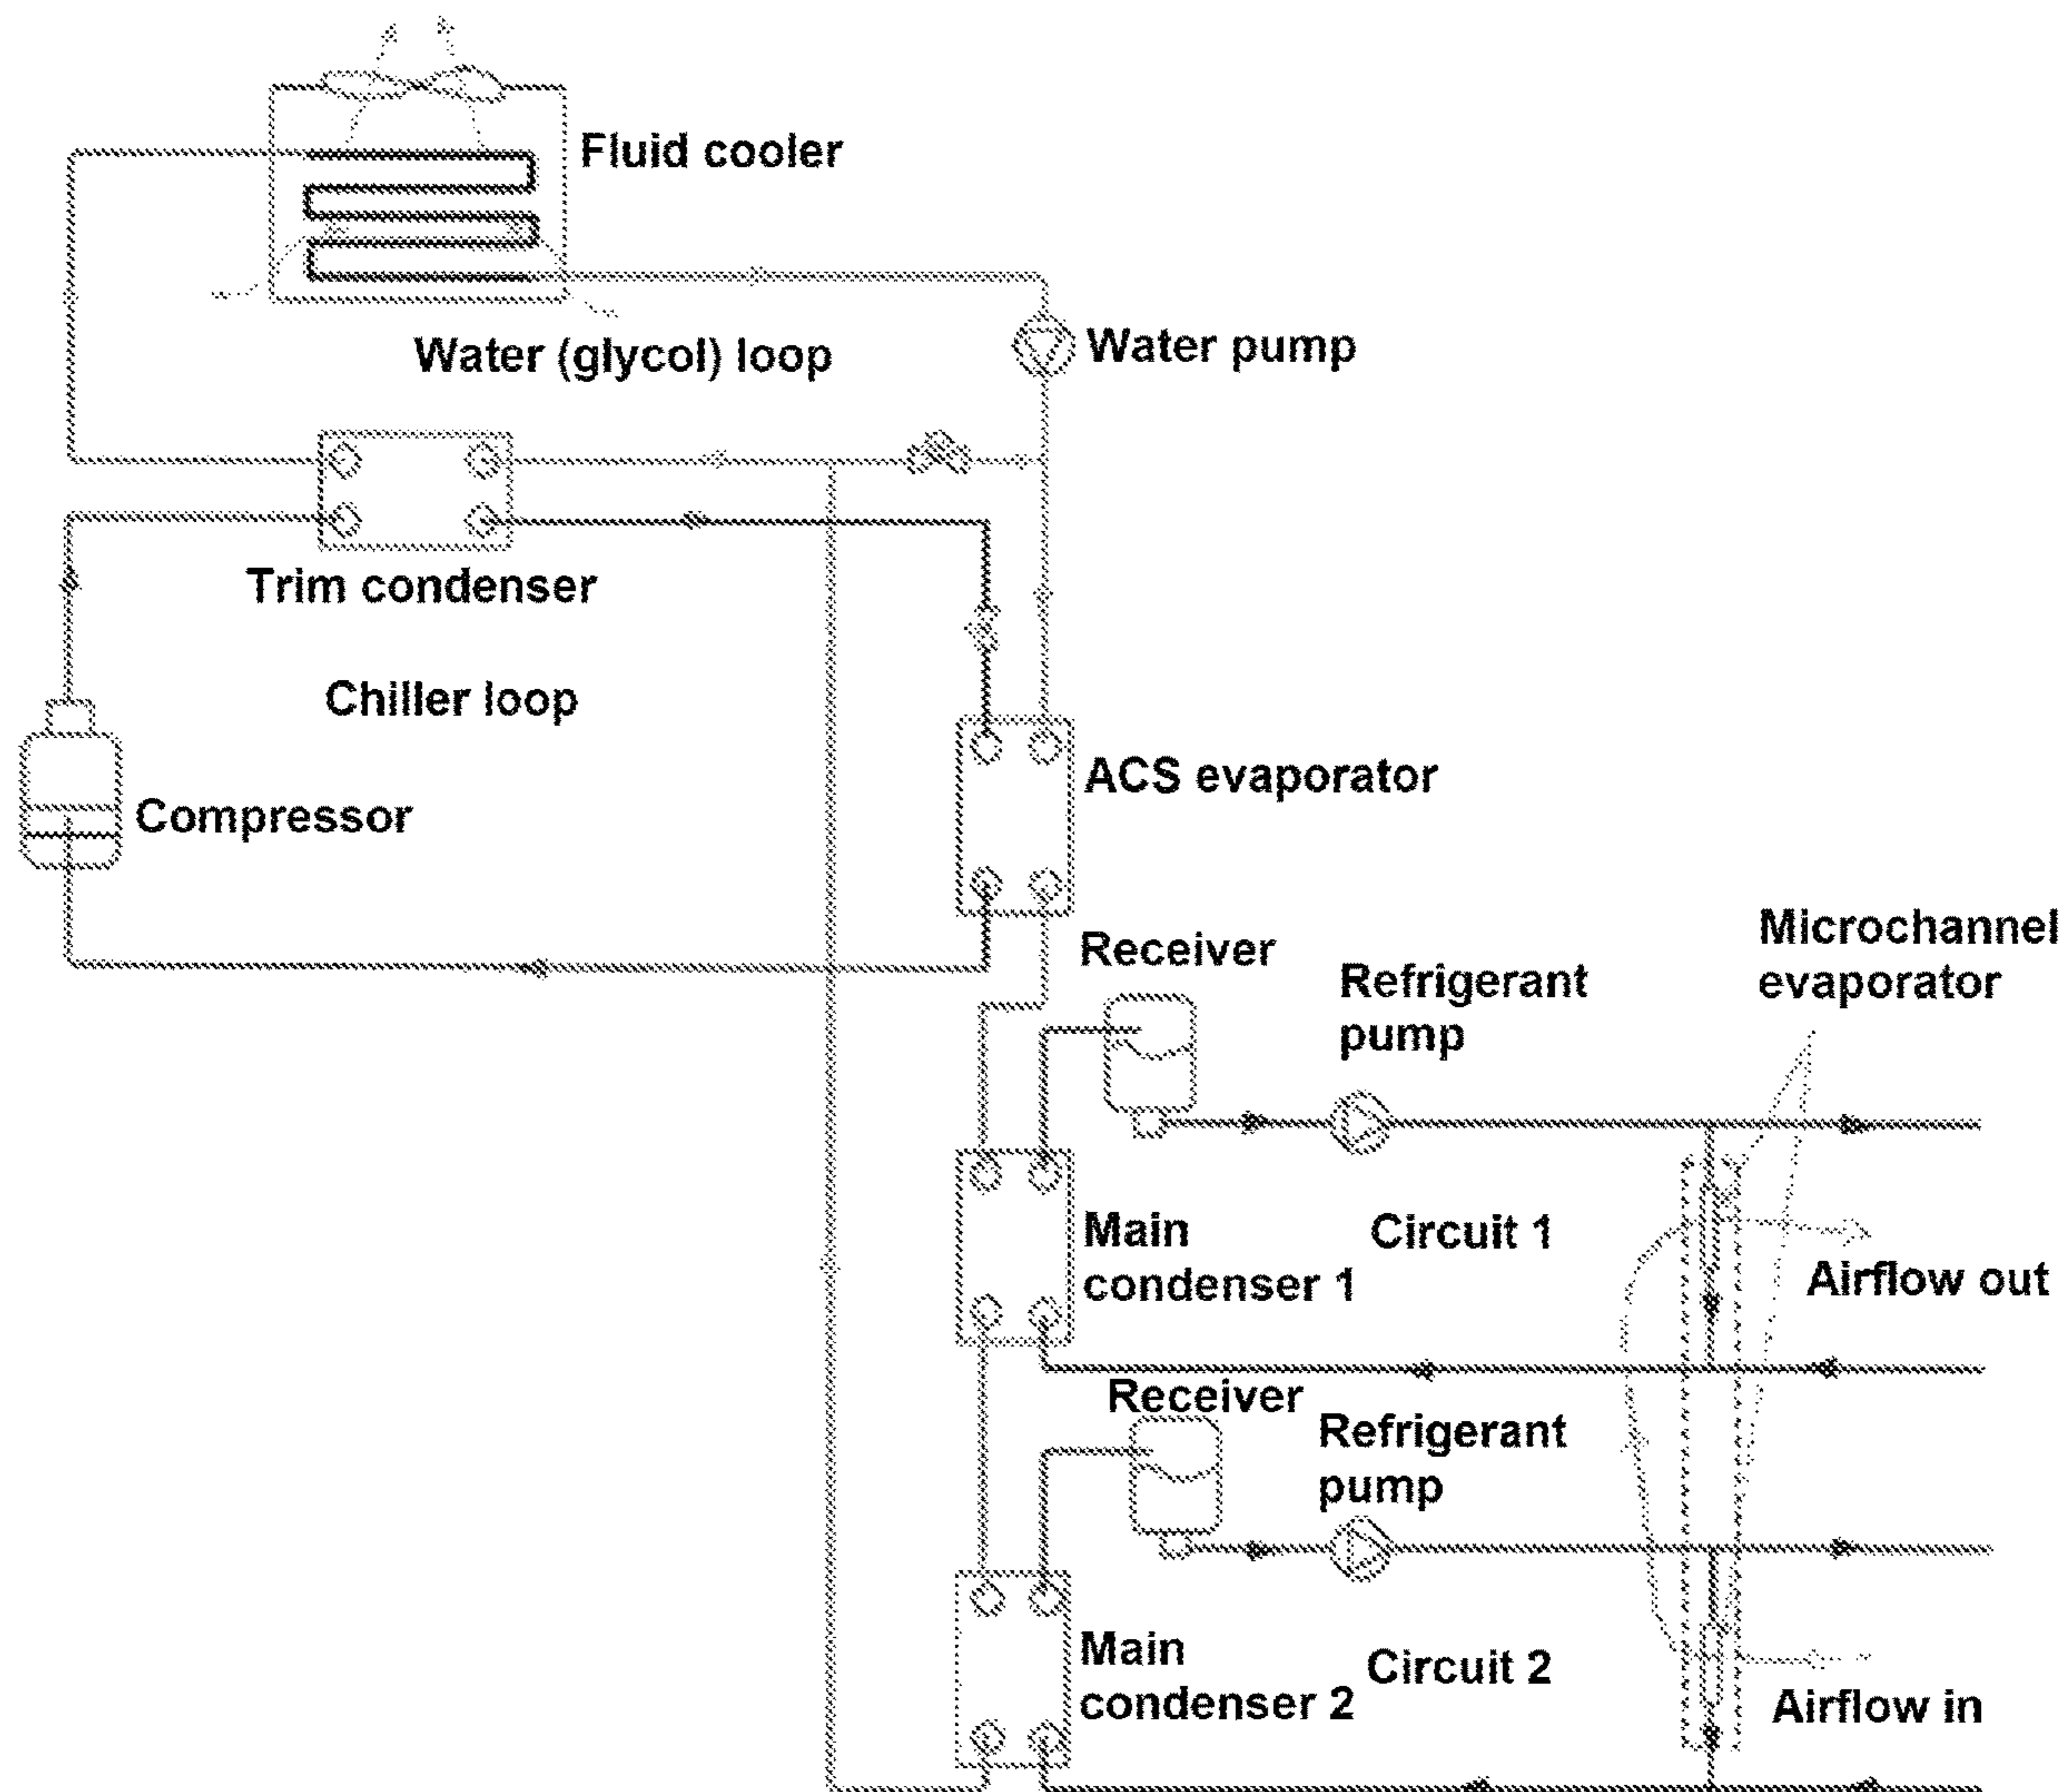 Fluid cooler
Water (glycol) loop
Water pump
Trim condenser
Chiller loop
ACS evaporator
Compressor
Microchannel
evaporator
Receiver
Refrigerant
pump
Main
condenser 1
Circuit 1
Airflow out
Receiver
Refrigerant
pump
Main
condenser 2
Circuit 2
Airflow in